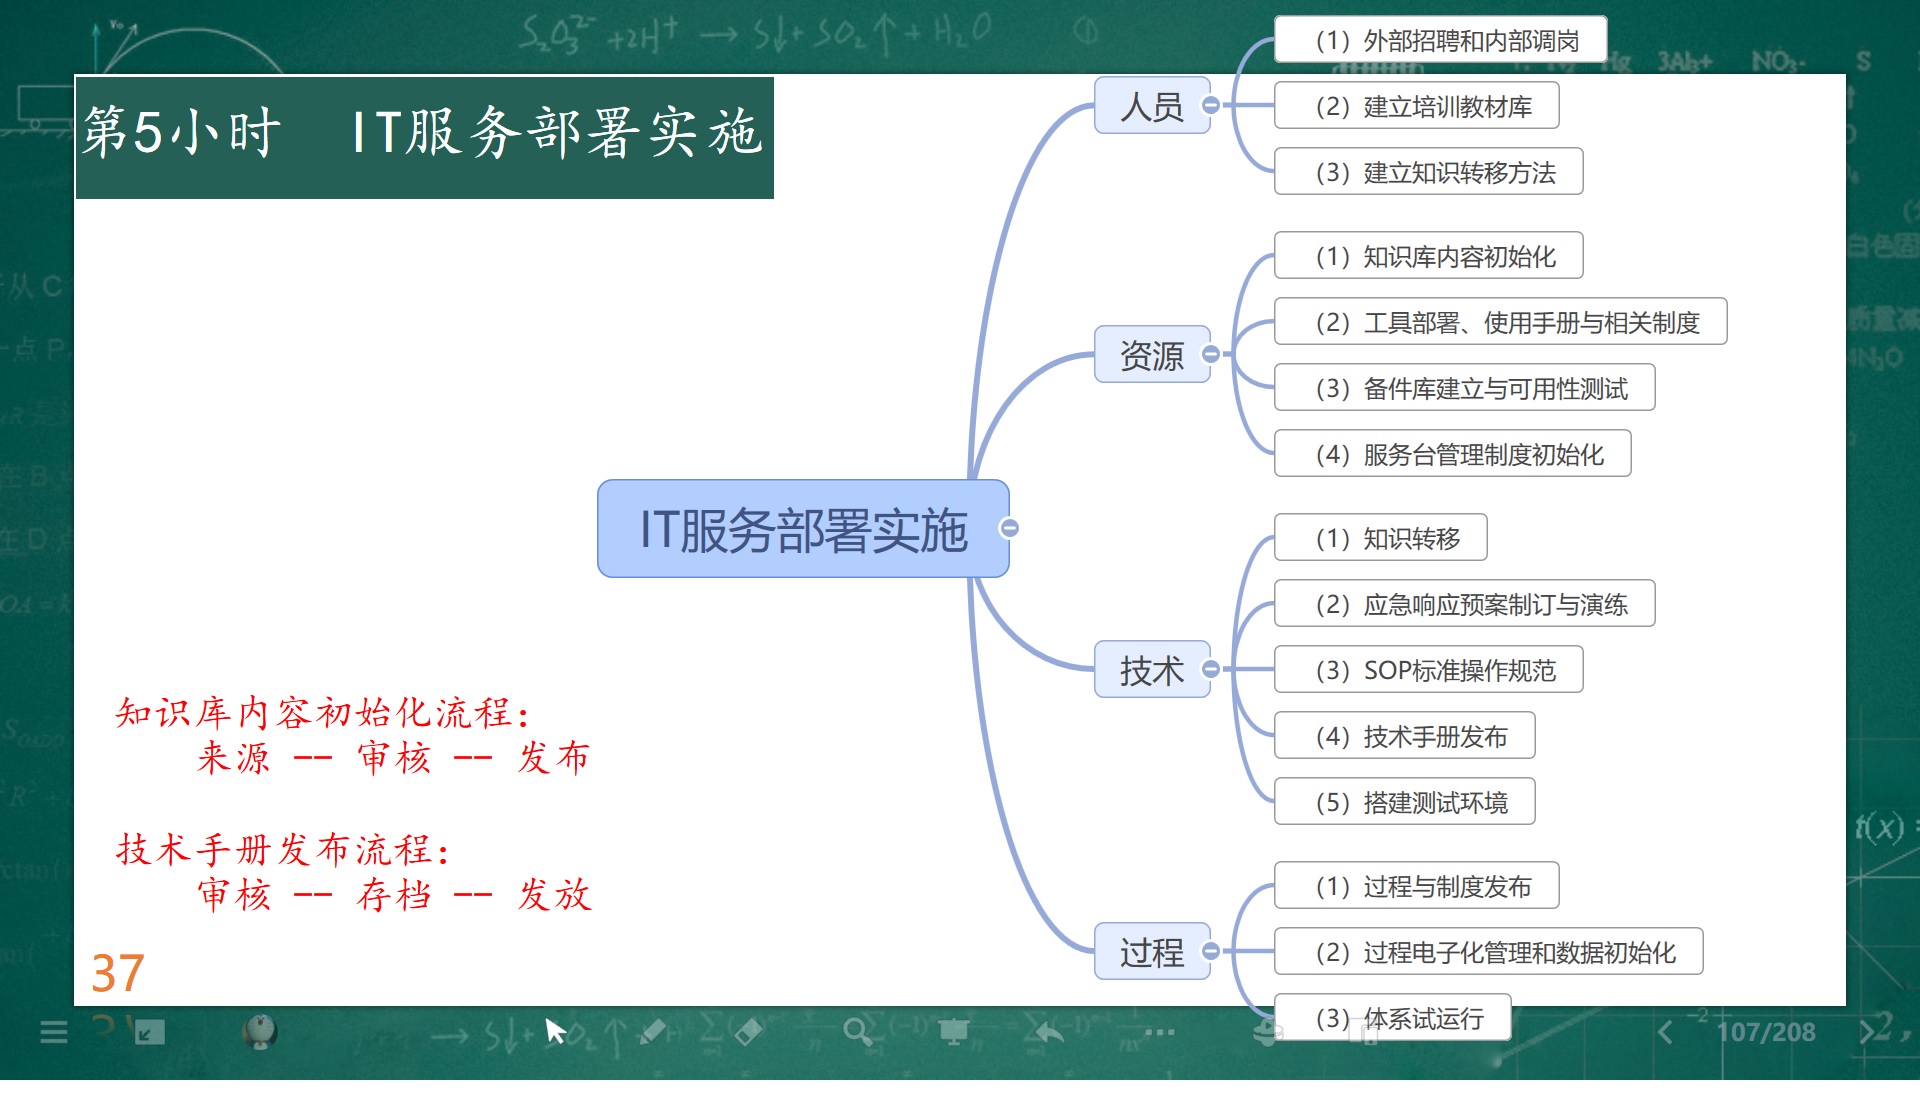 第5小时 IT服务部署实施
IT服务部署实施
人员
（1）外部招聘和内部调岗
（2）建立培训教材库
（3）建立知识转移方法
资源
（1）知识库内容初始化
（2）工具部署、使用手册与相关制度
（3）备件库建立与可用性测试
（4）服务台管理制度初始化
技术
（1）知识转移
（2）应急响应预案制订与演练
（3）SOP标准操作规范
（4）技术手册发布
（5）搭建测试环境
过程
（1）过程与制度发布
（2）过程电子化管理和数据初始化
（3）体系试运行
知识库内容初始化流程：
来源 -- 审核 -- 发布
技术手册发布流程：
审核 -- 存档 -- 发放
37
107/208